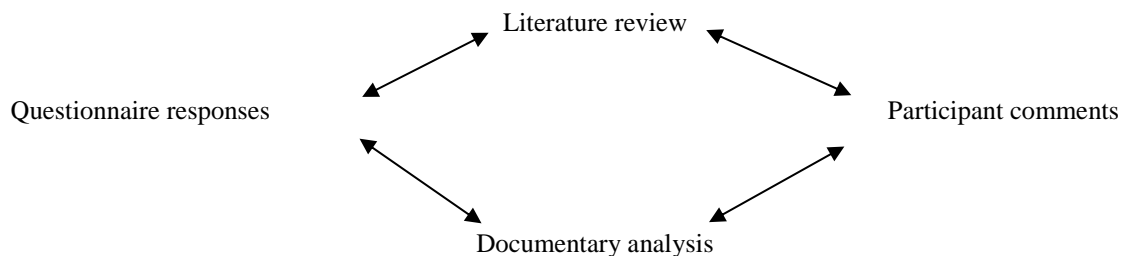 Literature review
Questionnaire responses
Participant comments
Documentary analysis